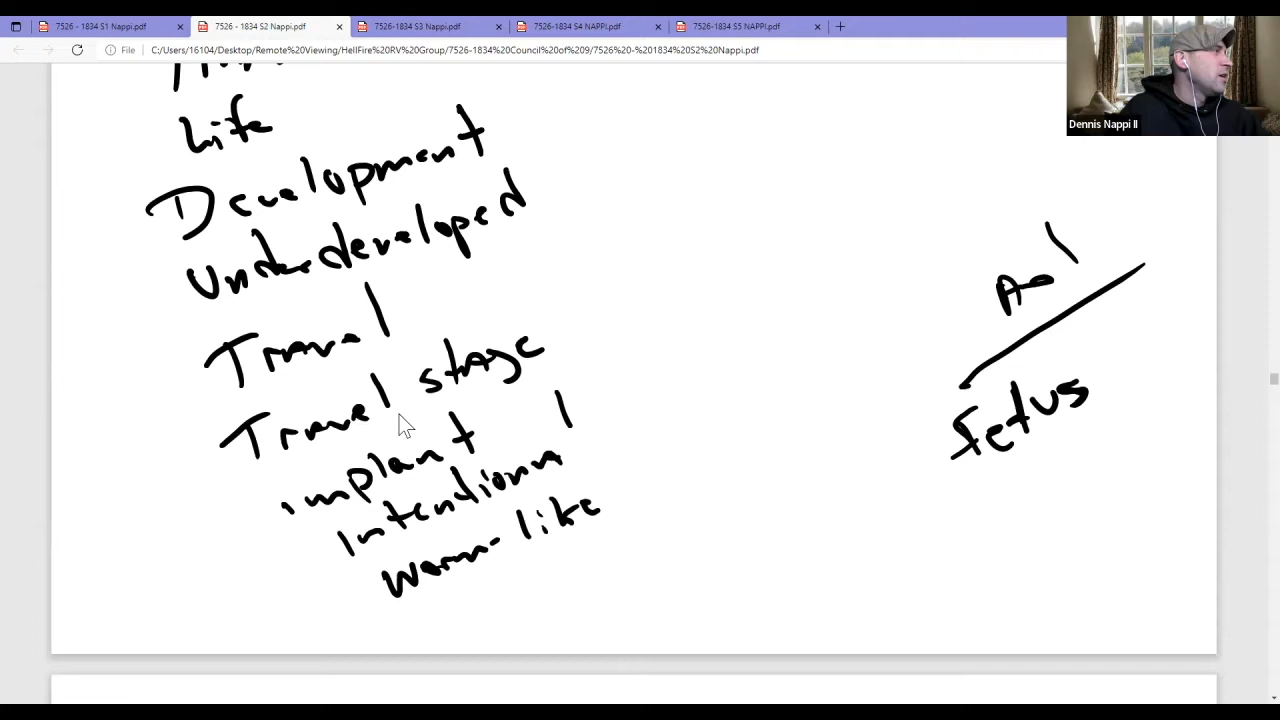 7526 - 1834 S1 Nappi.pdf
7526 - 1834 S2 Nappi.pdf
7526-1834 S3 Nappi.pdf
7526-1834 S4 NAPPI.pdf
7526-1834 S5 NAPPI.pdf
File
C:/Users/16104/Desktop/Remote%20Viewing/HellFire%20RV%20Group/7526-1834%20Council%20of%209/7526%20-%201834%20S2%20Nappi.pdf
Dennis Nappi II
Life
Development
Underdeveloped
Travel
Travel stage
implant
Intentional
worm-like
AOL
Fetus